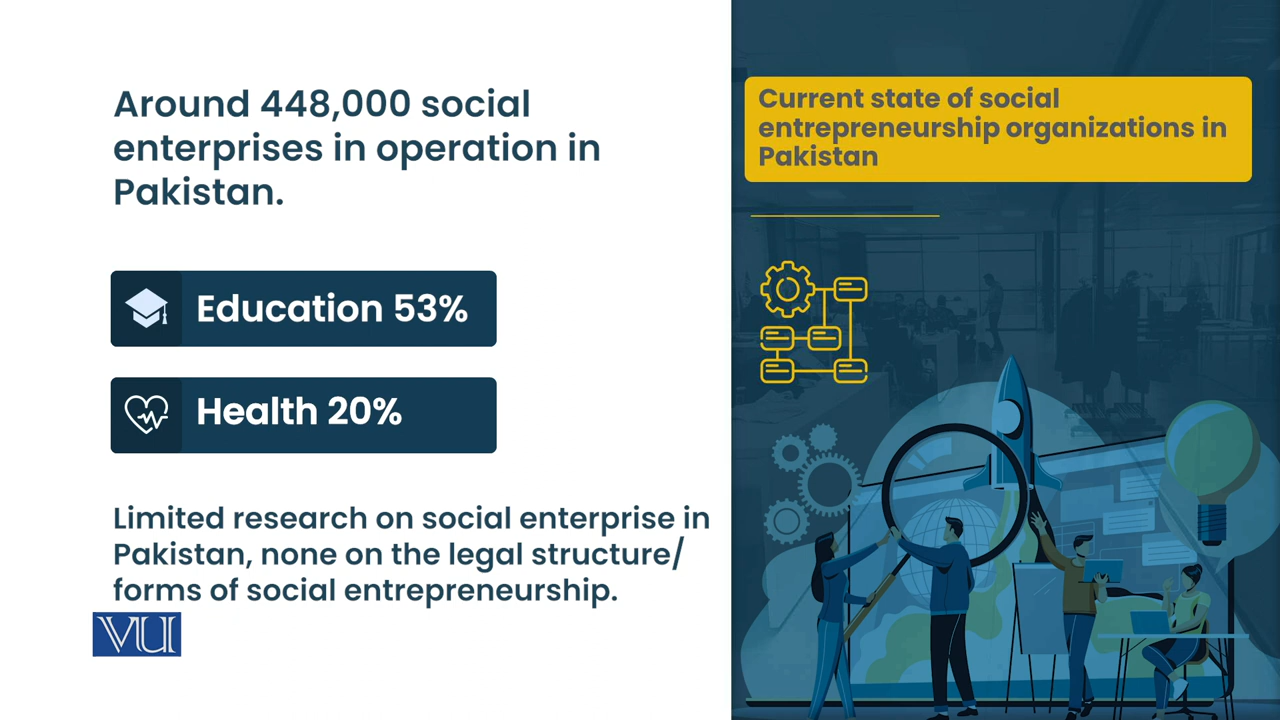 Around 448,000 social
enterprises in operation in
Pakistan.
Education 53%
Health 20%
Limited research on social enterprise in
Pakistan, none on the legal structure/
forms of social entrepreneurship.
VU
Current state of social
entrepreneurship organizations in
Pakistan